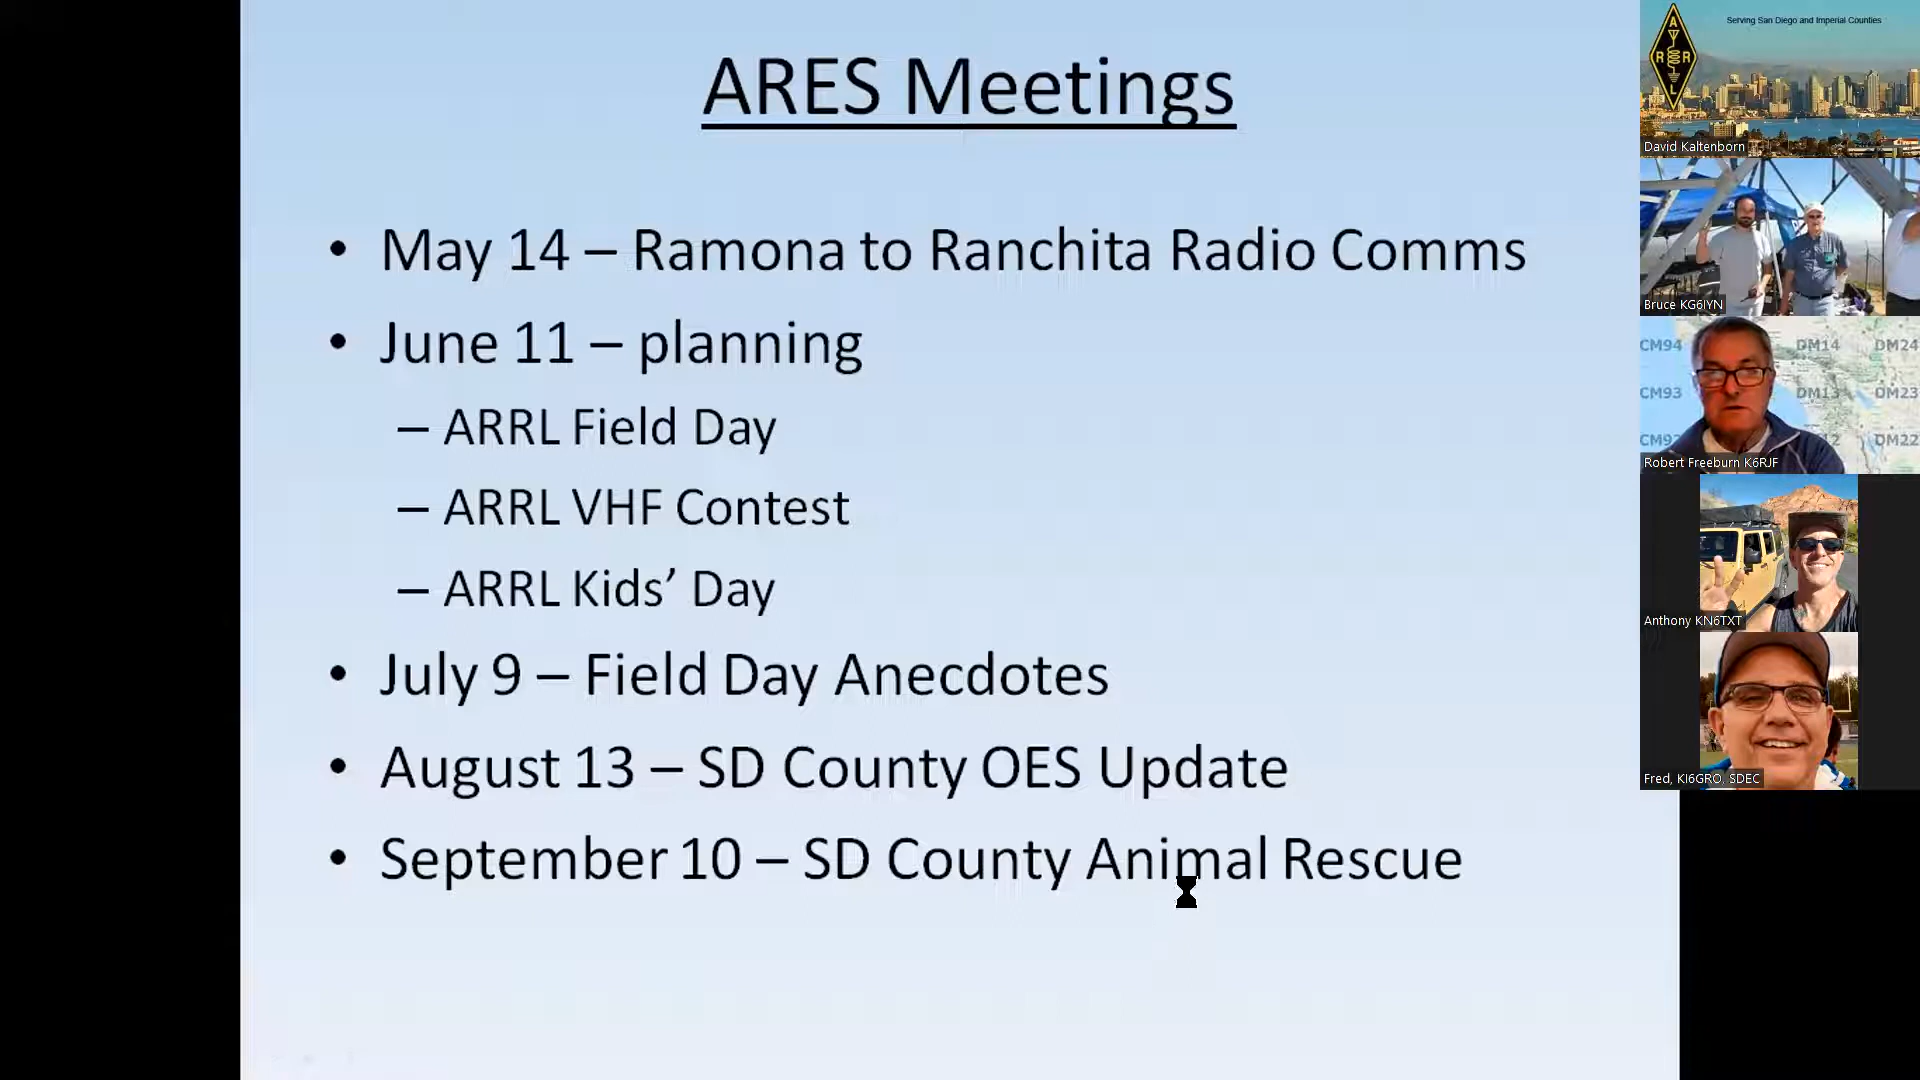 ARES Meetings
• May 14 – Ramona to Ranchita Radio Comms
• June 11 – planning
– ARRL Field Day
– ARRL VHF Contest
– ARRL Kids’ Day
• July 9 – Field Day Anecdotes
• August 13 – SD County OES Update
• September 10 – SD County Animal Rescue
Serving San Diego and Imperial Counties
A
R R
L
David Kaltenborn
Bruce KG6IYN
CM94 DM14 DM24
CM93 DM13 DM23
DM22
Robert Freeburn K6RJF
Anthony KN6TXT
Fred, KI6GRO, SDEC